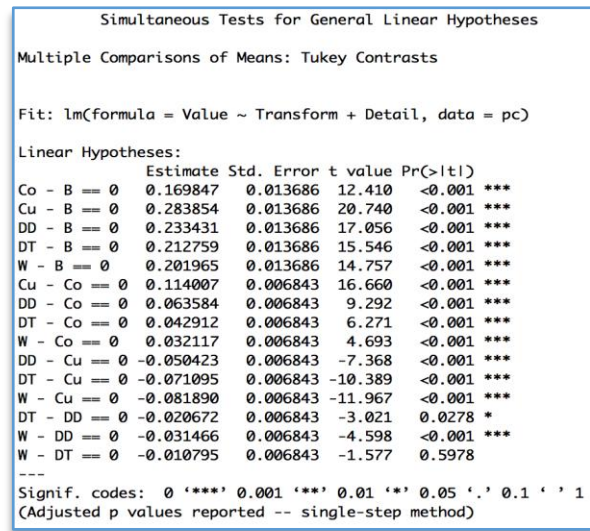 Simultaneous Tests for General Linear Hypotheses
Multiple Comparisons of Means: Tukey Contrasts
Fit: lm(formula = Value ~ Transform + Detail, data = pc)
Linear Hypotheses:
Estimate Std. Error t value Pr(>|t|)
Co - B == 0 0.169847 0.013686 12.410 <0.001 ***
Cu - B == 0 0.283854 0.013686 20.740 <0.001 ***
DD - B == 0 0.233431 0.013686 17.056 <0.001 ***
DT - B == 0 0.212759 0.013686 15.546 <0.001 ***
W - B == 0 0.201965 0.013686 14.757 <0.001 ***
Cu - Co == 0 0.114007 0.006843 16.660 <0.001 ***
DD - Co == 0 0.063584 0.006843 9.292 <0.001 ***
DT - Co == 0 0.042912 0.006843 6.271 <0.001 ***
W - Co == 0 0.032117 0.006843 4.693 <0.001 ***
DD - Cu == 0 -0.050423 0.006843 -7.368 <0.001 ***
DT - Cu == 0 -0.071095 0.006843 -10.389 <0.001 ***
W - Cu == 0 -0.081890 0.006843 -11.967 <0.001 ***
DT - DD == 0 -0.020672 0.006843 -3.021 0.0278 *
W - DD == 0 -0.031466 0.006843 -4.598 <0.001 ***
W - DT == 0 -0.010795 0.006843 -1.577 0.5978
---
Signif. codes: 0 ‘***’ 0.001 ‘**’ 0.01 ‘*’ 0.05 ‘.’ 0.1 ‘ ’ 1
(Adjusted p values reported -- single-step method)